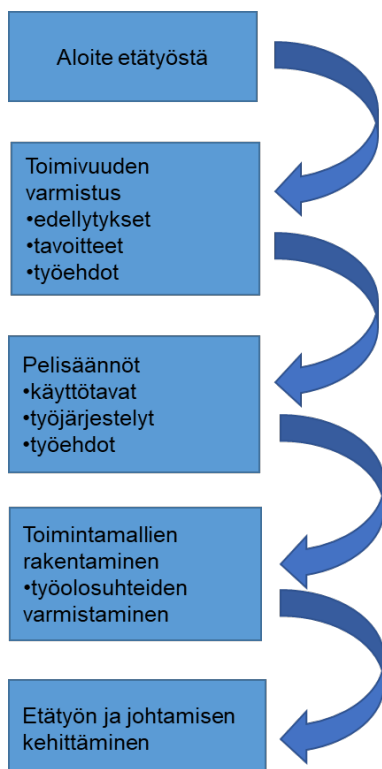 Aloite etätyöstä
Toimivuuden
varmistus
•edellytykset
•tavoitteet
•työehdot
Pelisäännöt
•käyttötavat
•työjärjestelyt
•työehdot
Toimintamallien
rakentaminen
•työolosuhteiden
varmistaminen
Etätyön ja johtamisen
kehittäminen